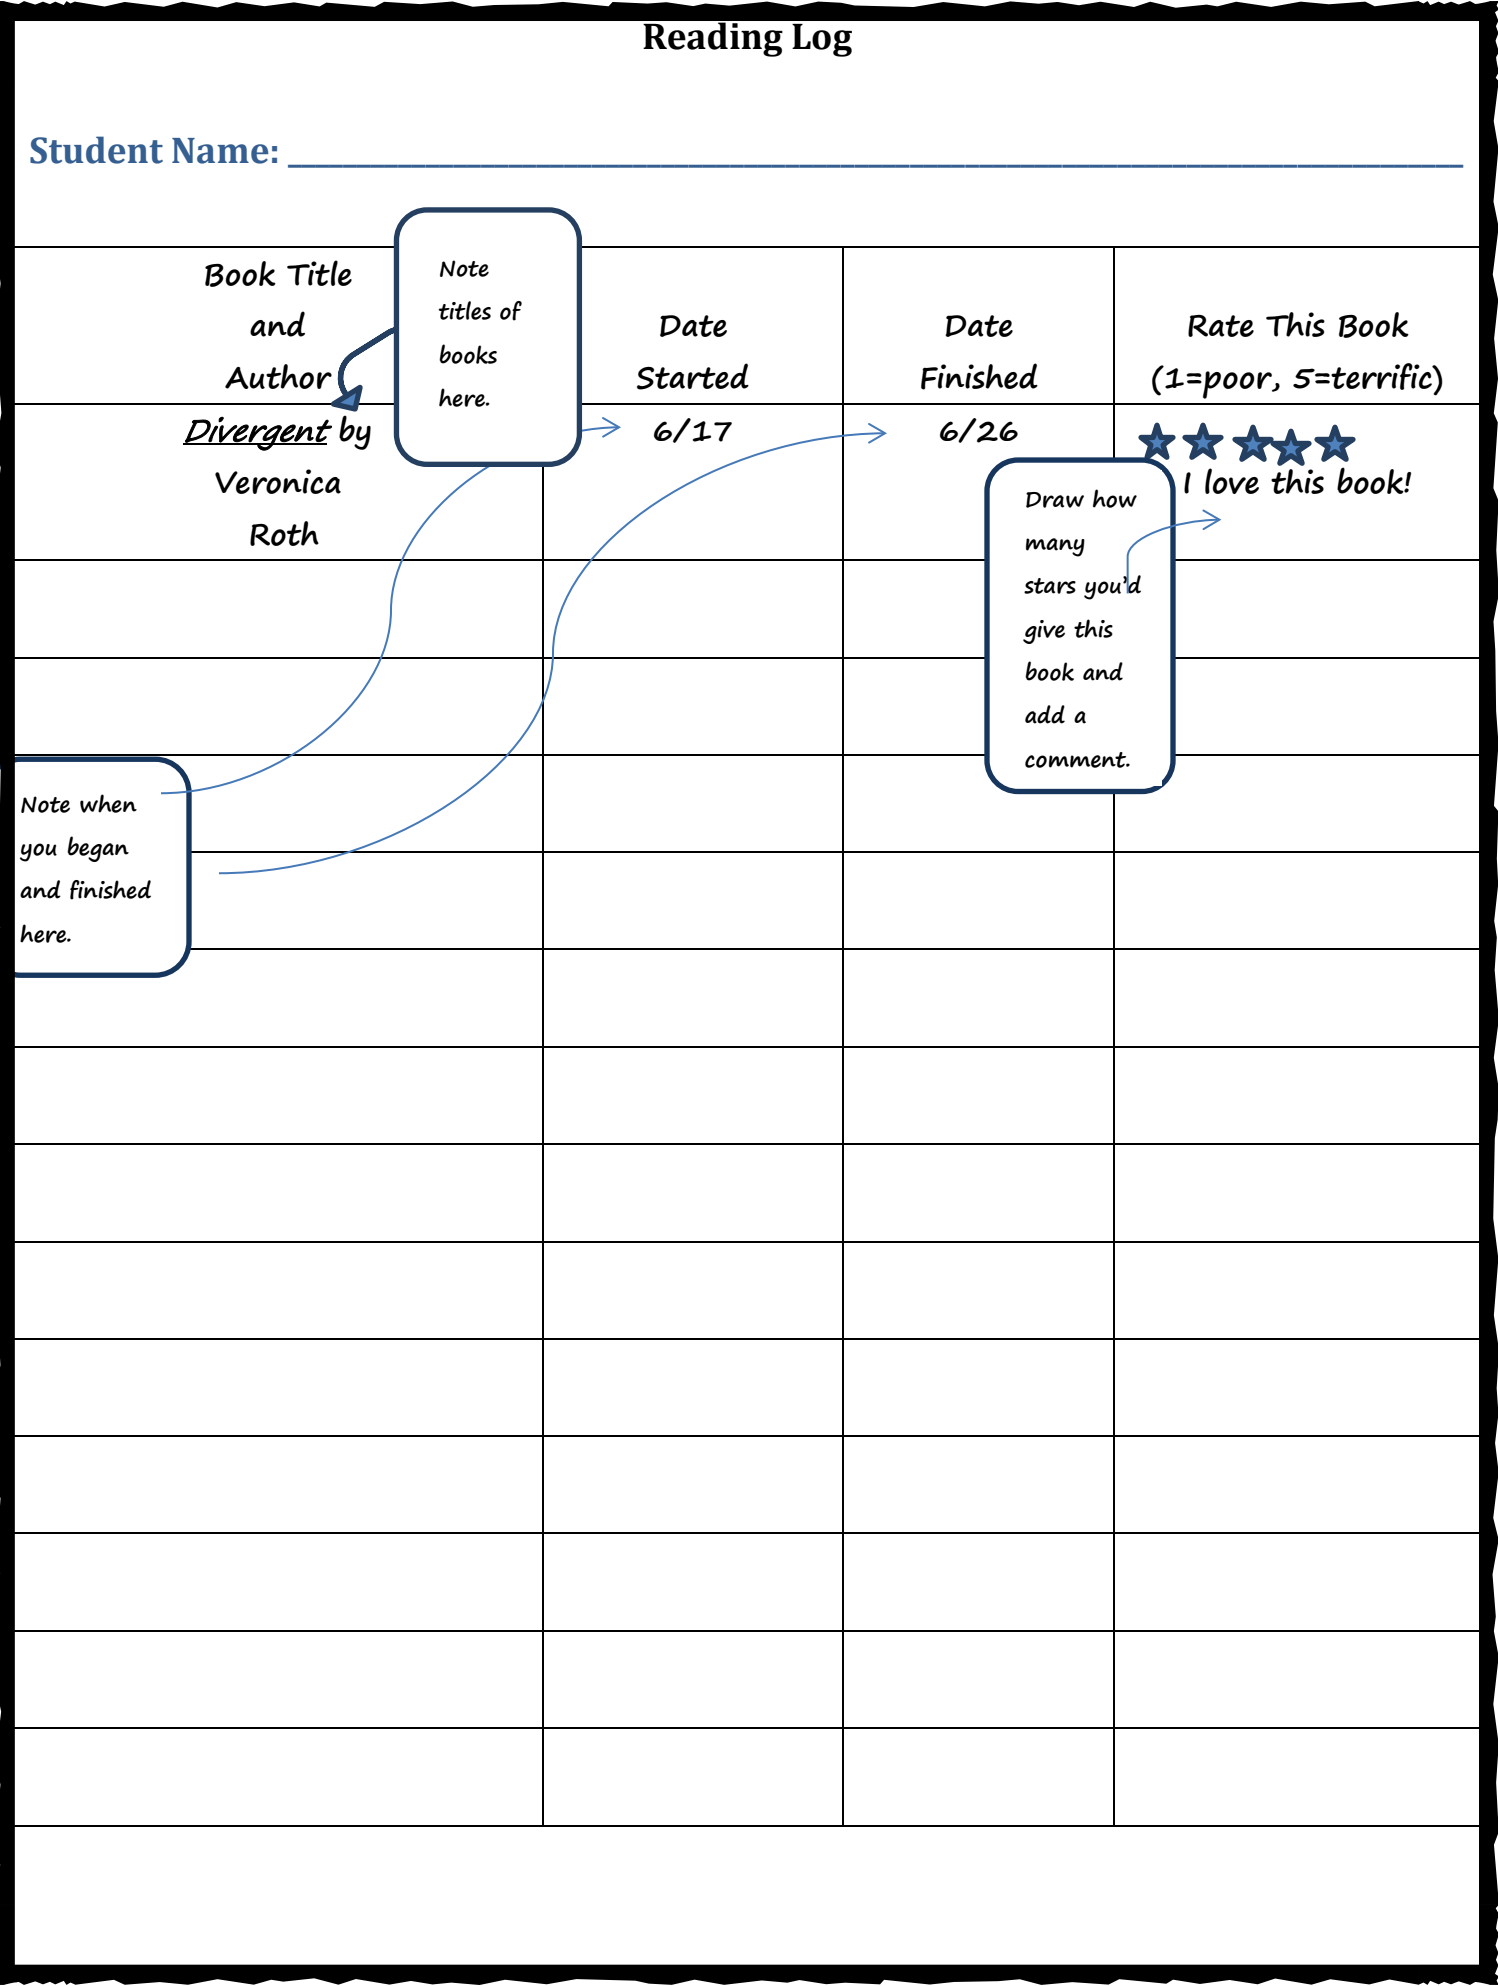 Reading Log
Student Name: ______________________________
Book Title
and
Author
Note
titles of
books
here.
Date
Started
Date
Finished
Rate This Book
(1=poor, 5=terrific)
Divergent by
Veronica
Roth
6/17
6/26
I love this book!
Draw how
many
stars you'd
give this
book and
add a
comment.
Note when
you began
and finished
here.